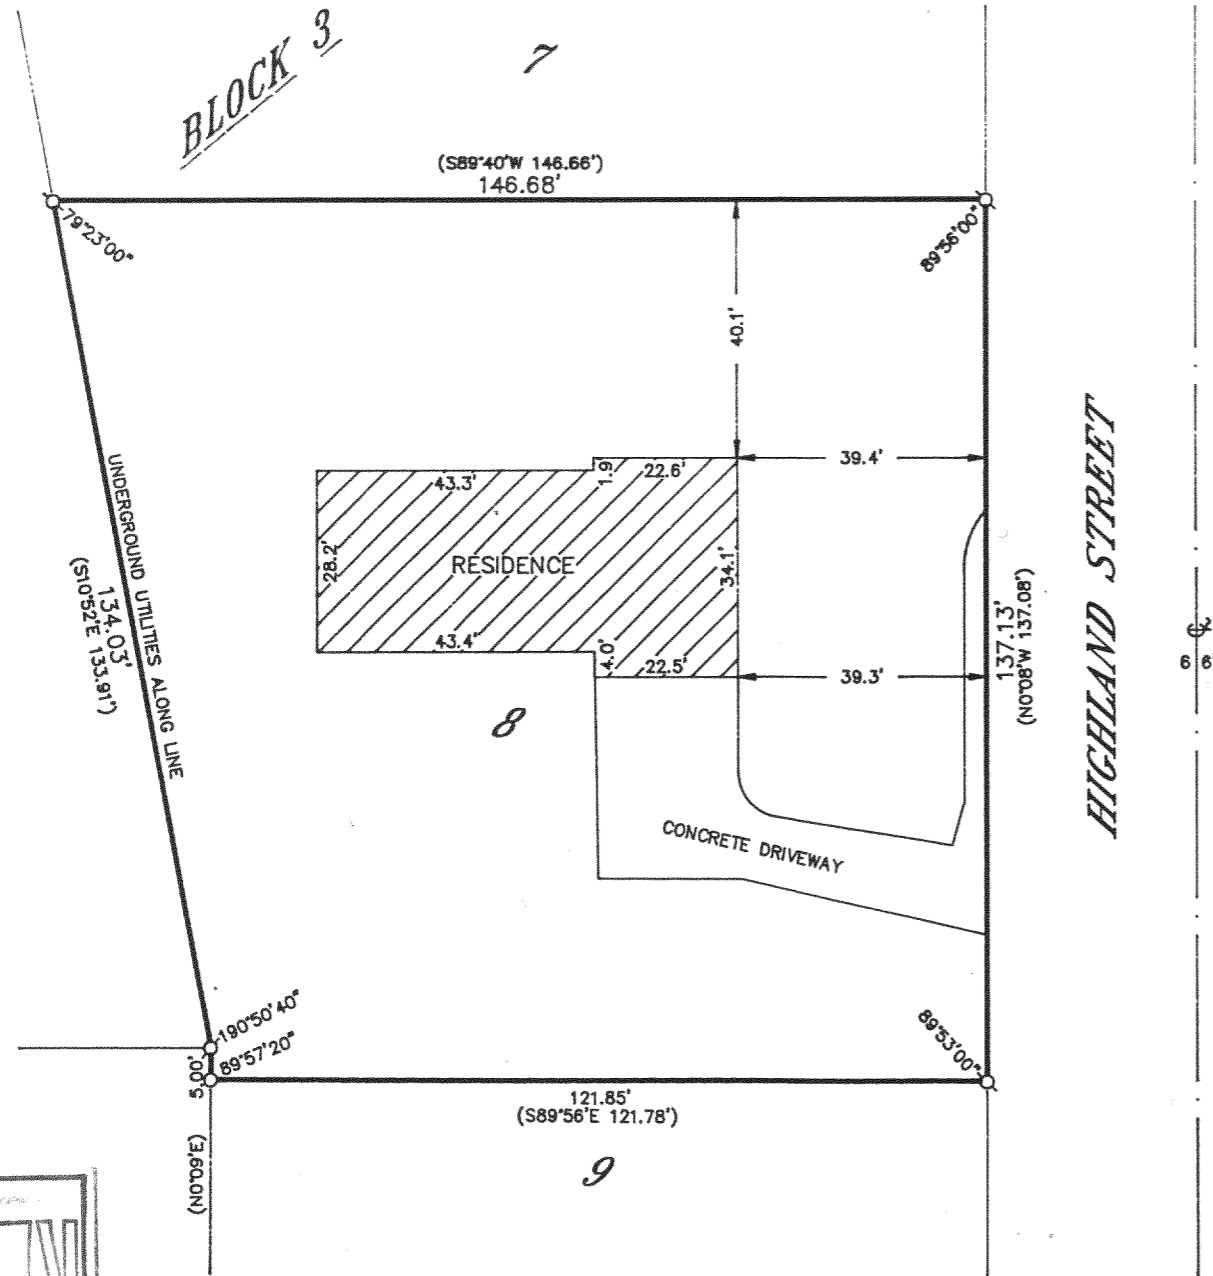 BLOCK 3
7
(S89°40'W 146.66')
146.68'
79°23'00"
89°56'00"
40.1'
39.4'
43.3'
1.9'
22.6'
UNDERGROUND UTILITIES ALONG LINE
134.03'
(S10°52'E 133.91')
28.2'
RESIDENCE
34.1'
43.4'
4.0'
22.5'
39.3'
137.13'
(N0°08'W 137.08')
HIGHLAND STREET
℄
8
CONCRETE DRIVEWAY
190°50'40"
89°57'20"
5.00'
89°53'00"
121.85'
(S89°56'E 121.78')
(N0°09'E)
9